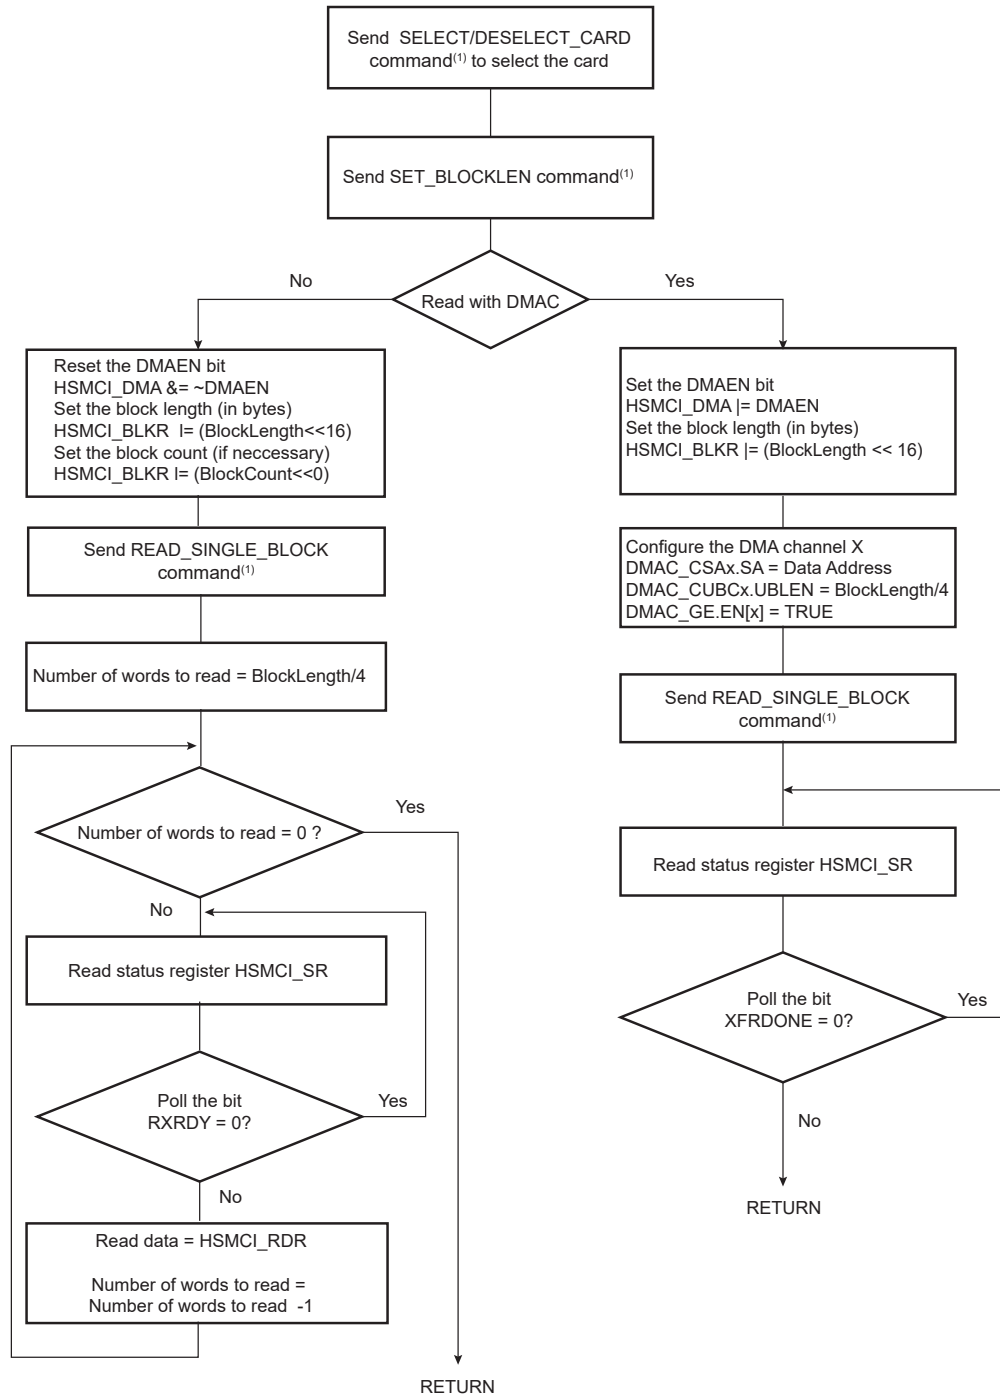 Send SELECT/DESELECT_CARD
command(1) to select the card
Send SET_BLOCKLEN command(1)
No
Yes
Read with DMAC
Reset the DMAEN bit
HSMCI_DMA &= ~DMAEN
Set the block length (in bytes)
HSMCI_BLKR l= (BlockLength<<16)
Set the block count (if neccessary)
HSMCI_BLKR l= (BlockCount<<0)
Send READ_SINGLE_BLOCK
command(1)
Number of words to read = BlockLength/4
Number of words to read = 0 ?
Yes
No
Read status register HSMCI_SR
Poll the bit
RXRDY = 0?
Yes
No
Read data = HSMCI_RDR
Number of words to read =
Number of words to read -1
RETURN
Set the DMAEN bit
HSMCI_DMA |= DMAEN
Set the block length (in bytes)
HSMCI_BLKR |= (BlockLength << 16)
Configure the DMA channel X
DMAC_CSAx.SA = Data Address
DMAC_CUBCx.UBLEN = BlockLength/4
DMAC_GE.EN[x] = TRUE
Send READ_SINGLE_BLOCK
command(1)
Read status register HSMCI_SR
Poll the bit
XFRDONE = 0?
Yes
No
RETURN